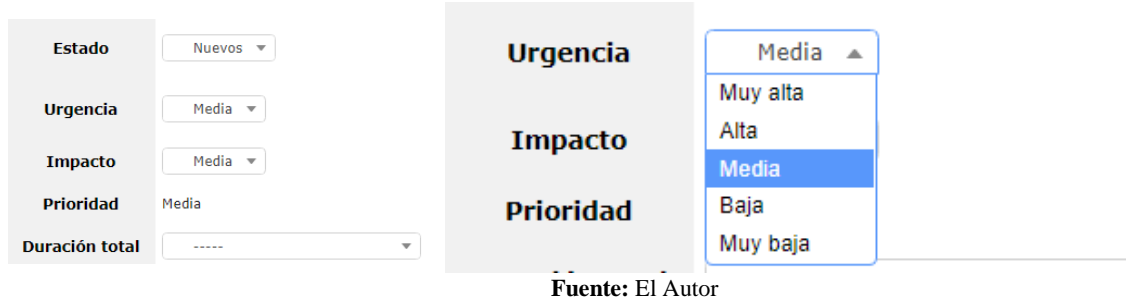 Estado Nuevos
Urgencia Media
Impacto Media
Prioridad Media
Duración total -----
Urgencia Media
Muy alta
Alta
Impacto
Media
Prioridad
Baja
Muy baja
Fuente: El Autor